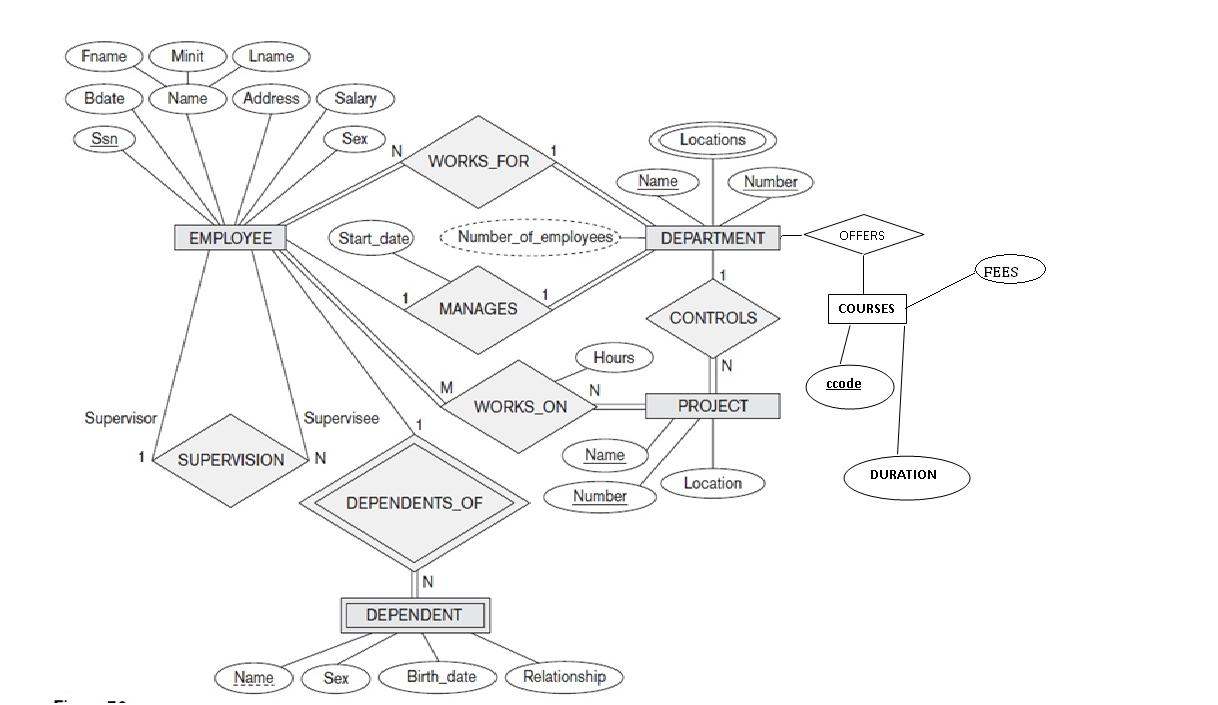 Fname Minit Lname
Bdate Name Address Salary
Ssn Sex
N WORKS_FOR 1
Locations
Name Number
EMPLOYEE Start_date Number_of_employees DEPARTMENT OFFERS
FEES
1 MANAGES 1
1
CONTROLS
COURSES
N
Hours
ccode
M WORKS_ON N
PROJECT
Supervisor Supervisee
1 SUPERVISION N
1
Name
Number
Location
DURATION
DEPENDENTS_OF
N
DEPENDENT
Name Sex Birth_date Relationship